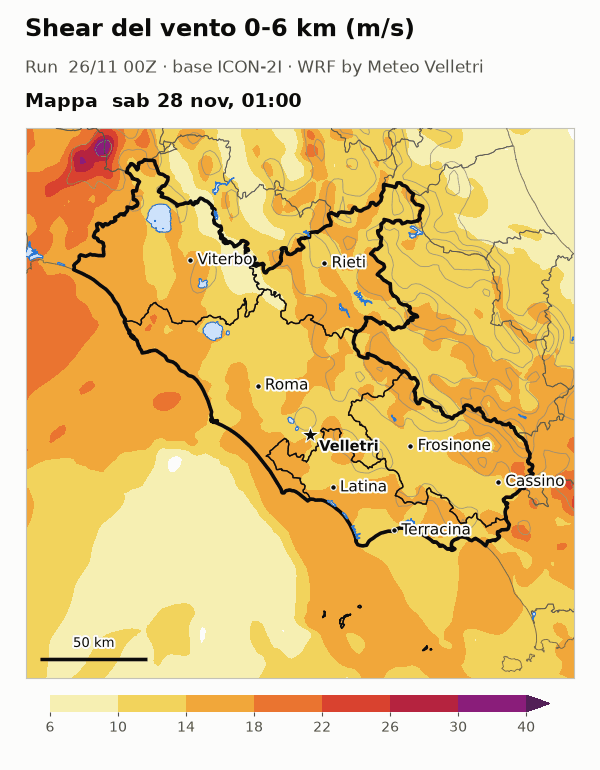 Shear del vento 0-6 km (m/s)
Run  26/11 00Z · base ICON-2I · WRF by Meteo Velletri
Mappa  sab 28 nov, 01:00
Viterbo
Rieti
Roma
Velletri
Frosinone
Cassino
Latina
Terracina
50 km
6 10 14 18 22 26 30 40